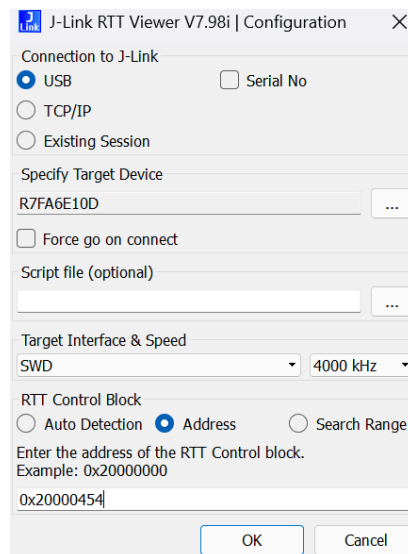 J-Link RTT Viewer V7.98i | Configuration
Connection to J-Link
USB Serial No
TCP/IP
Existing Session
Specify Target Device
R7FA6E10D ...
Force go on connect
Script file (optional)
...
Target Interface & Speed
SWD 4000 kHz
RTT Control Block
Auto Detection Address Search Range
Enter the address of the RTT Control block.
Example: 0x20000000
0x20000454
OK Cancel